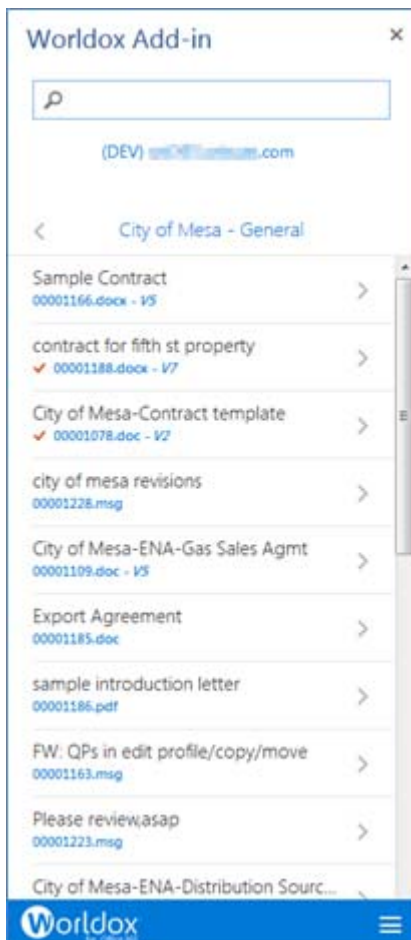 Worldox Add-in
(DEV) .com
City of Mesa - General
Sample Contract
00001166.docx - V5
contract for fifth st property
00001188.docx - V7
City of Mesa-Contract template
00001078.doc - V2
city of mesa revisions
00001228.msg
City of Mesa-ENA-Gas Sales Agmt
00001109.doc - V5
Export Agreement
00001185.doc
sample introduction letter
00001186.pdf
FW: QPs in edit profile/copy/move
00001163.msg
Please review,asap
00001223.msg
City of Mesa-ENA-Distribution Sourc...
Worldox